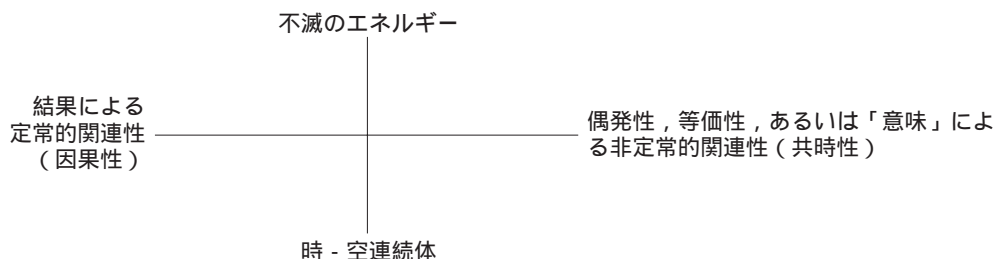 不滅のエネルギー
結果による
定常的関連性
（因果性）
偶発性，等価性，あるいは「意味」によ
る非定常的関連性（共時性）
時 - 空連続体